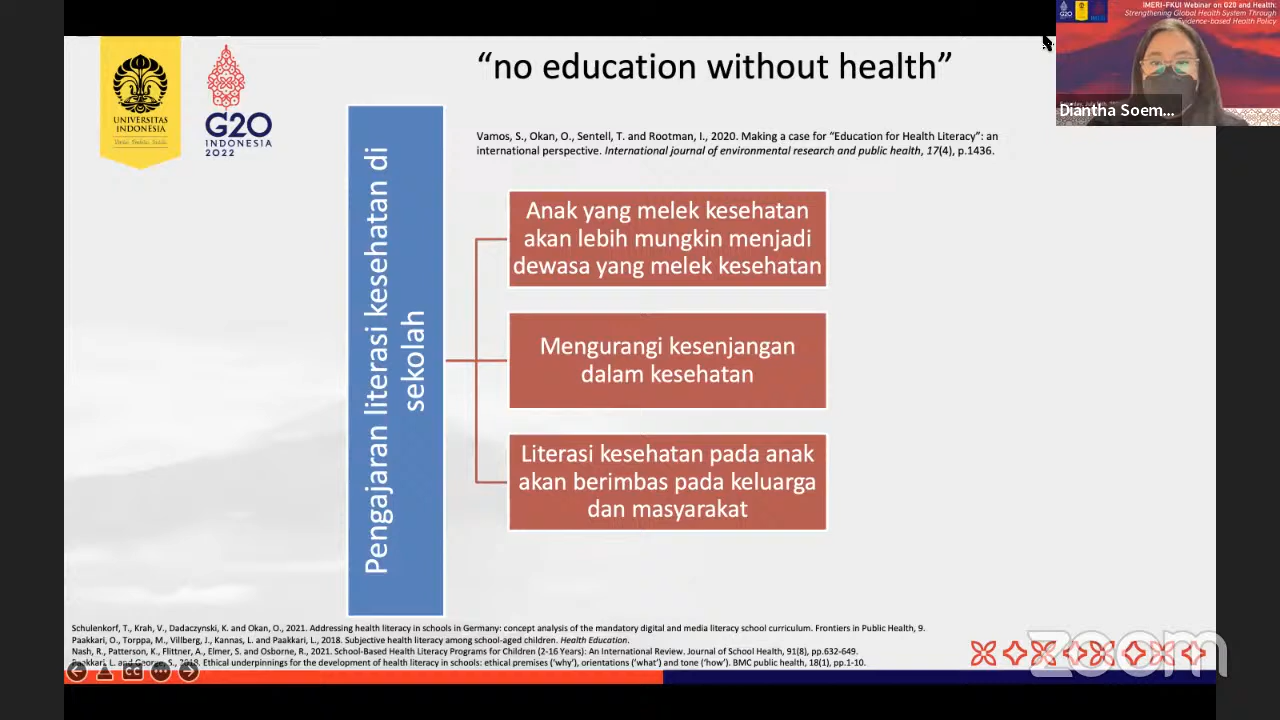 IMERI-FKUI Webinar on G20 and Health:
Strengthening Global Health System Through
Evidence-based Health Policy
Diantha Soem...
UNIVERSITAS
INDONESIA
Veritas, Probitas, Iustitia
G20
INDONESIA
2022
“no education without health”
Vamos, S., Okan, O., Sentell, T. and Rootman, I., 2020. Making a case for “Education for Health Literacy”: an
international perspective. International journal of environmental research and public health, 17(4), p.1436.
Pengajaran literasi kesehatan di
sekolah
Anak yang melek kesehatan
akan lebih mungkin menjadi
dewasa yang melek kesehatan
Mengurangi kesenjangan
dalam kesehatan
Literasi kesehatan pada anak
akan berimbas pada keluarga
dan masyarakat
Schulenkorf, T., Krah, V., Dadaczynski, K. and Okan, O., 2021. Addressing health literacy in schools in Germany: concept analysis of the mandatory digital and media literacy school curriculum. Frontiers in Public Health, 9.
Paakkari, O., Torppa, M., Villberg, J., Kannas, L. and Paakkari, L., 2018. Subjective health literacy among school-aged children. Health Education.
Nash, R., Patterson, K., Flittner, A., Elmer, S. and Osborne, R., 2021. School-Based Health Literacy Programs for Children (2-16 Years): An International Review. Journal of School Health, 91(8), pp.632-649.
Paakkari, L. and George, S., 2018. Ethical underpinnings for the development of health literacy in schools: ethical premises (‘why’), orientations (‘what’) and tone (‘how’). BMC public health, 18(1), pp.1-10.
CC
zoom